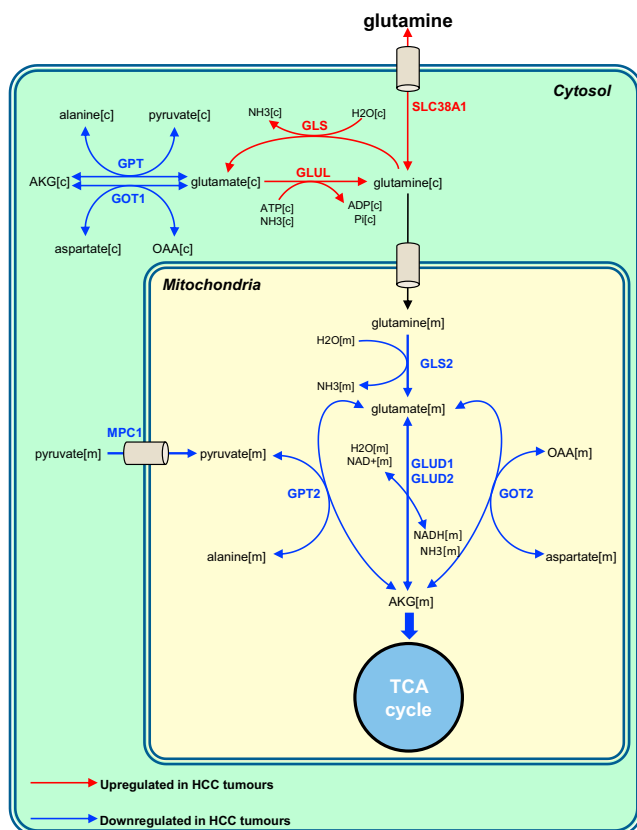 glutamine
Cytosol
SLC38A1
alanine[c]
pyruvate[c]
NH3[c]
H2O[c]
GLS
GPT
AKG[c]
glutamate[c]
GLUL
glutamine[c]
GOT1
ATP[c]
NH3[c]
ADP[c]
Pi[c]
aspartate[c]
OAA[c]
Mitochondria
glutamine[m]
H2O[m]
GLS2
NH3[m]
glutamate[m]
MPC1
pyruvate[m]
pyruvate[m]
H2O[m]
NAD+[m]
GLUD1
GLUD2
OAA[m]
GPT2
GOT2
NADH[m]
NH3[m]
alanine[m]
aspartate[m]
AKG[m]
TCA
cycle
Upregulated in HCC tumours
Downregulated in HCC tumours